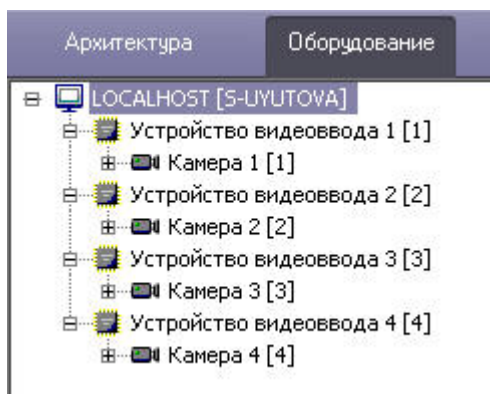 Архитектура Оборудование
LOCALHOST [S-UYUTOVA]
Устройство видеоввода 1 [1]
Камера 1 [1]
Устройство видеоввода 2 [2]
Камера 2 [2]
Устройство видеоввода 3 [3]
Камера 3 [3]
Устройство видеоввода 4 [4]
Камера 4 [4]